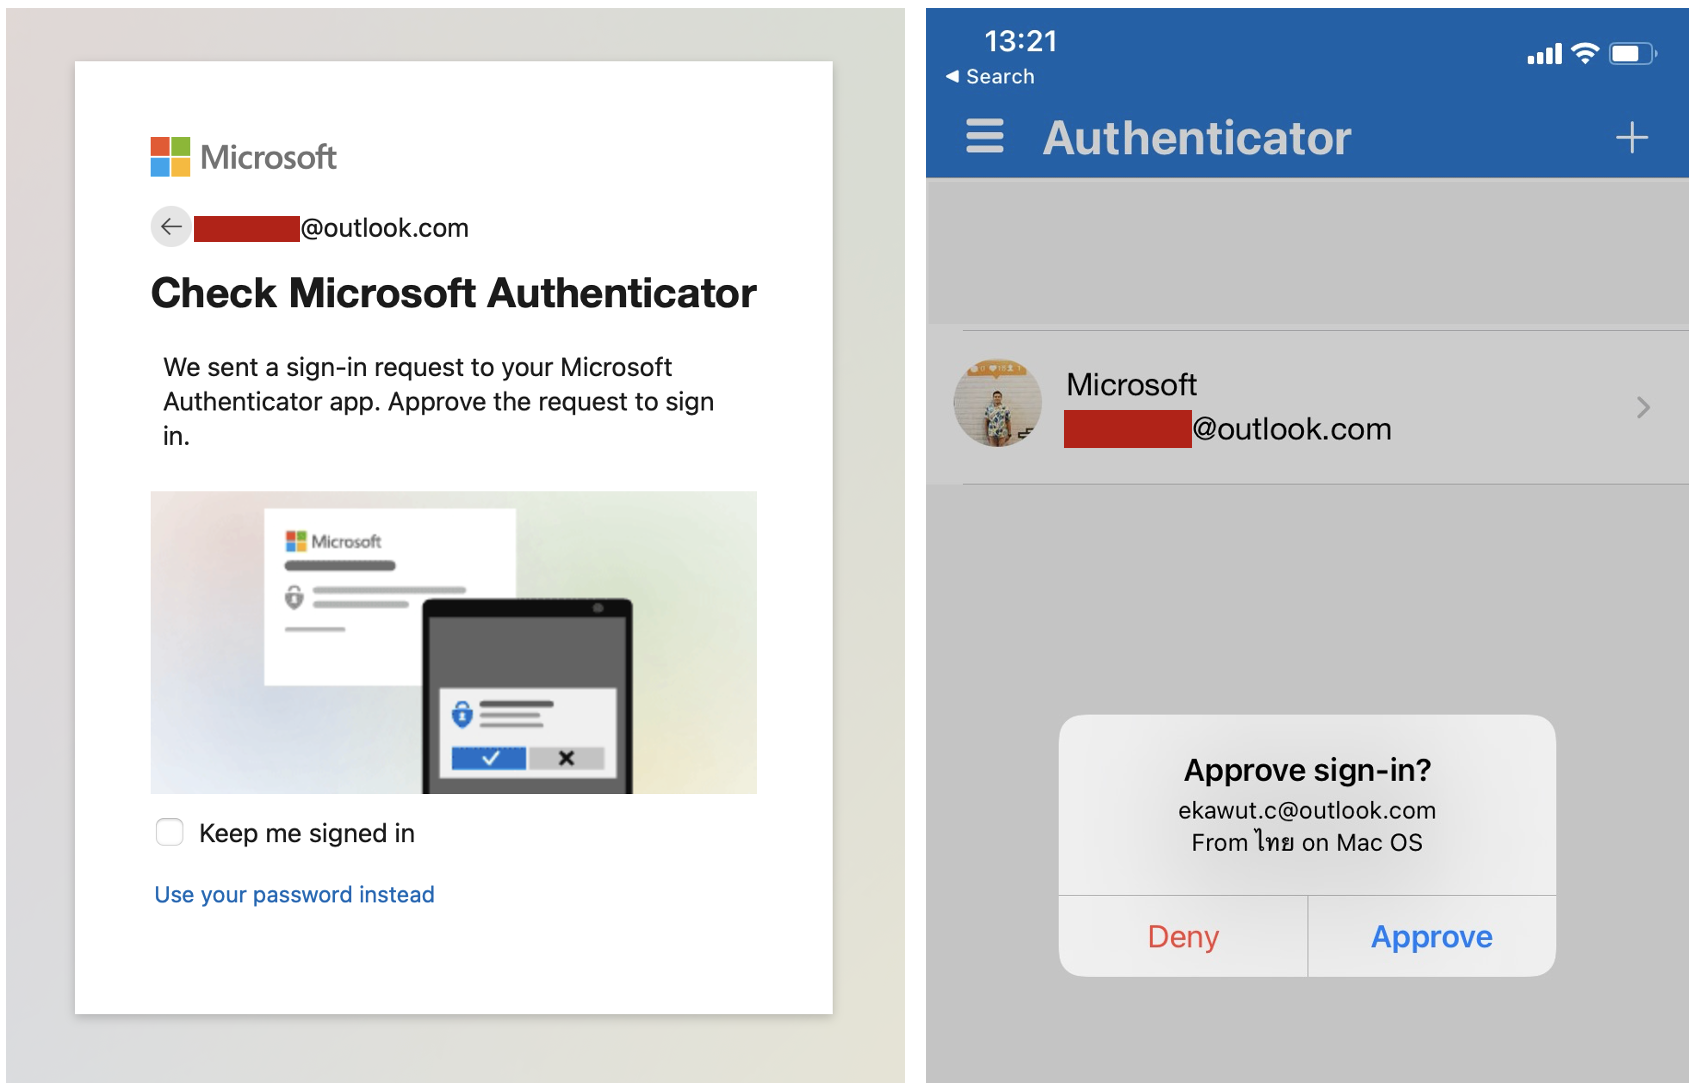 Microsoft
@outlook.com
Check Microsoft Authenticator
We sent a sign-in request to your Microsoft
Authenticator app. Approve the request to sign
in.
Microsoft
Keep me signed in
Use your password instead
13:21
◀ Search
Authenticator
Microsoft
@outlook.com
Approve sign-in?
ekawut.c@outlook.com
From ไทย on Mac OS
Deny
Approve